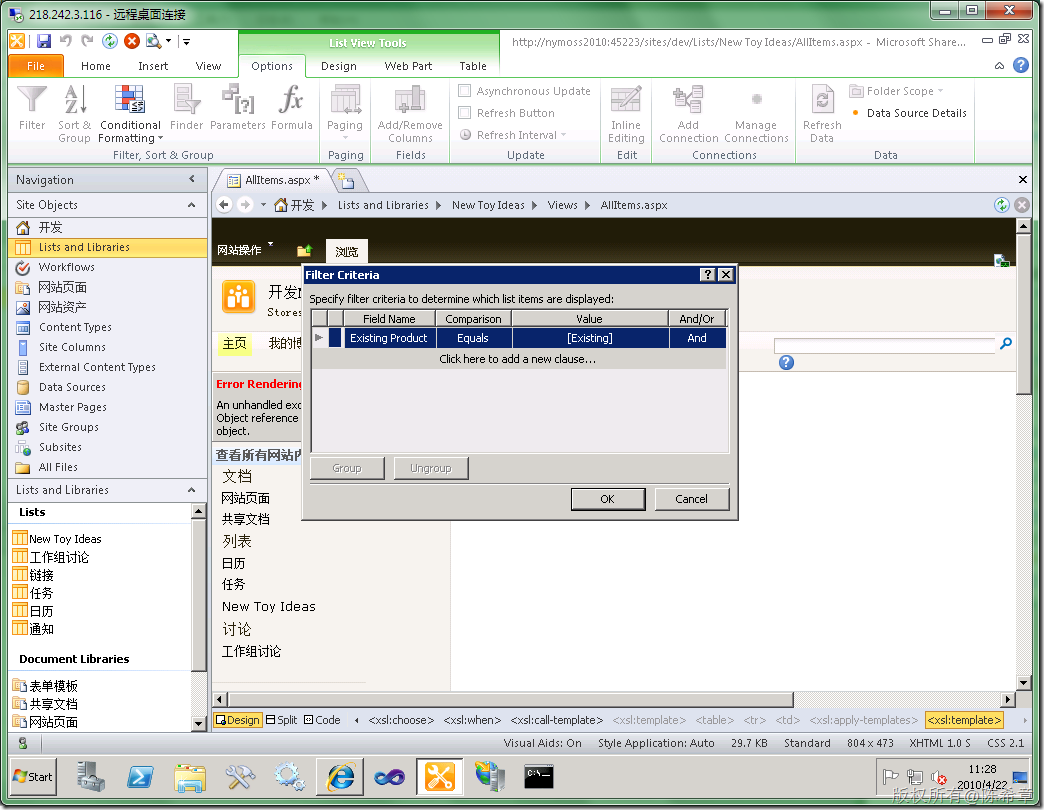 218.242.3.116 - 远程桌面连接
List View Tools
http://nymoss2010:45223/sites/dev/Lists/New Toy Ideas/AllItems.aspx - Microsoft Share...
File Home Insert View Options Design Web Part Table
Filter
Sort & Group
Conditional Formatting
Finder
Parameters
Formula
Filter, Sort & Group
Paging
Paging
Add/Remove Columns
Fields
Asynchronous Update
Refresh Button
Refresh Interval
Update
Inline Editing
Edit
Add Connection
Manage Connections
Connections
Refresh Data
Folder Scope
Data Source Details
Data
Navigation
Site Objects
开发
Lists and Libraries
Workflows
网站页面
网站资产
Content Types
Site Columns
External Content Types
Data Sources
Master Pages
Site Groups
Subsites
All Files
Lists and Libraries
Lists
New Toy Ideas
工作组讨论
链接
任务
日历
通知
Document Libraries
表单模板
共享文档
网站页面
AllItems.aspx *
开发 Lists and Libraries New Toy Ideas Views AllItems.aspx
网站操作 浏览
Stores
主页
Error Rendering
An unhandled exc
Object reference
object.
查看所有网站内
文档
网站页面
共享文档
列表
日历
任务
New Toy Ideas
讨论
工作组讨论
Filter Criteria
Specify filter criteria to determine which list items are displayed:
Field Name Comparison Value And/Or
Existing Product Equals [Existing] And
Click here to add a new clause...
Group Ungroup
OK Cancel
Design Split Code <xsl:choose> <xsl:when> <xsl:call-template> <xsl:template> <table> <tr> <td> <xsl:apply-templates> <xsl:template>
Visual Aids: On Style Application: Auto 29.7 KB Standard 804 x 473 XHTML 1.0 S CSS 2.1
Start
C:\
11:28
2010/4/22
版权所有@陈希章